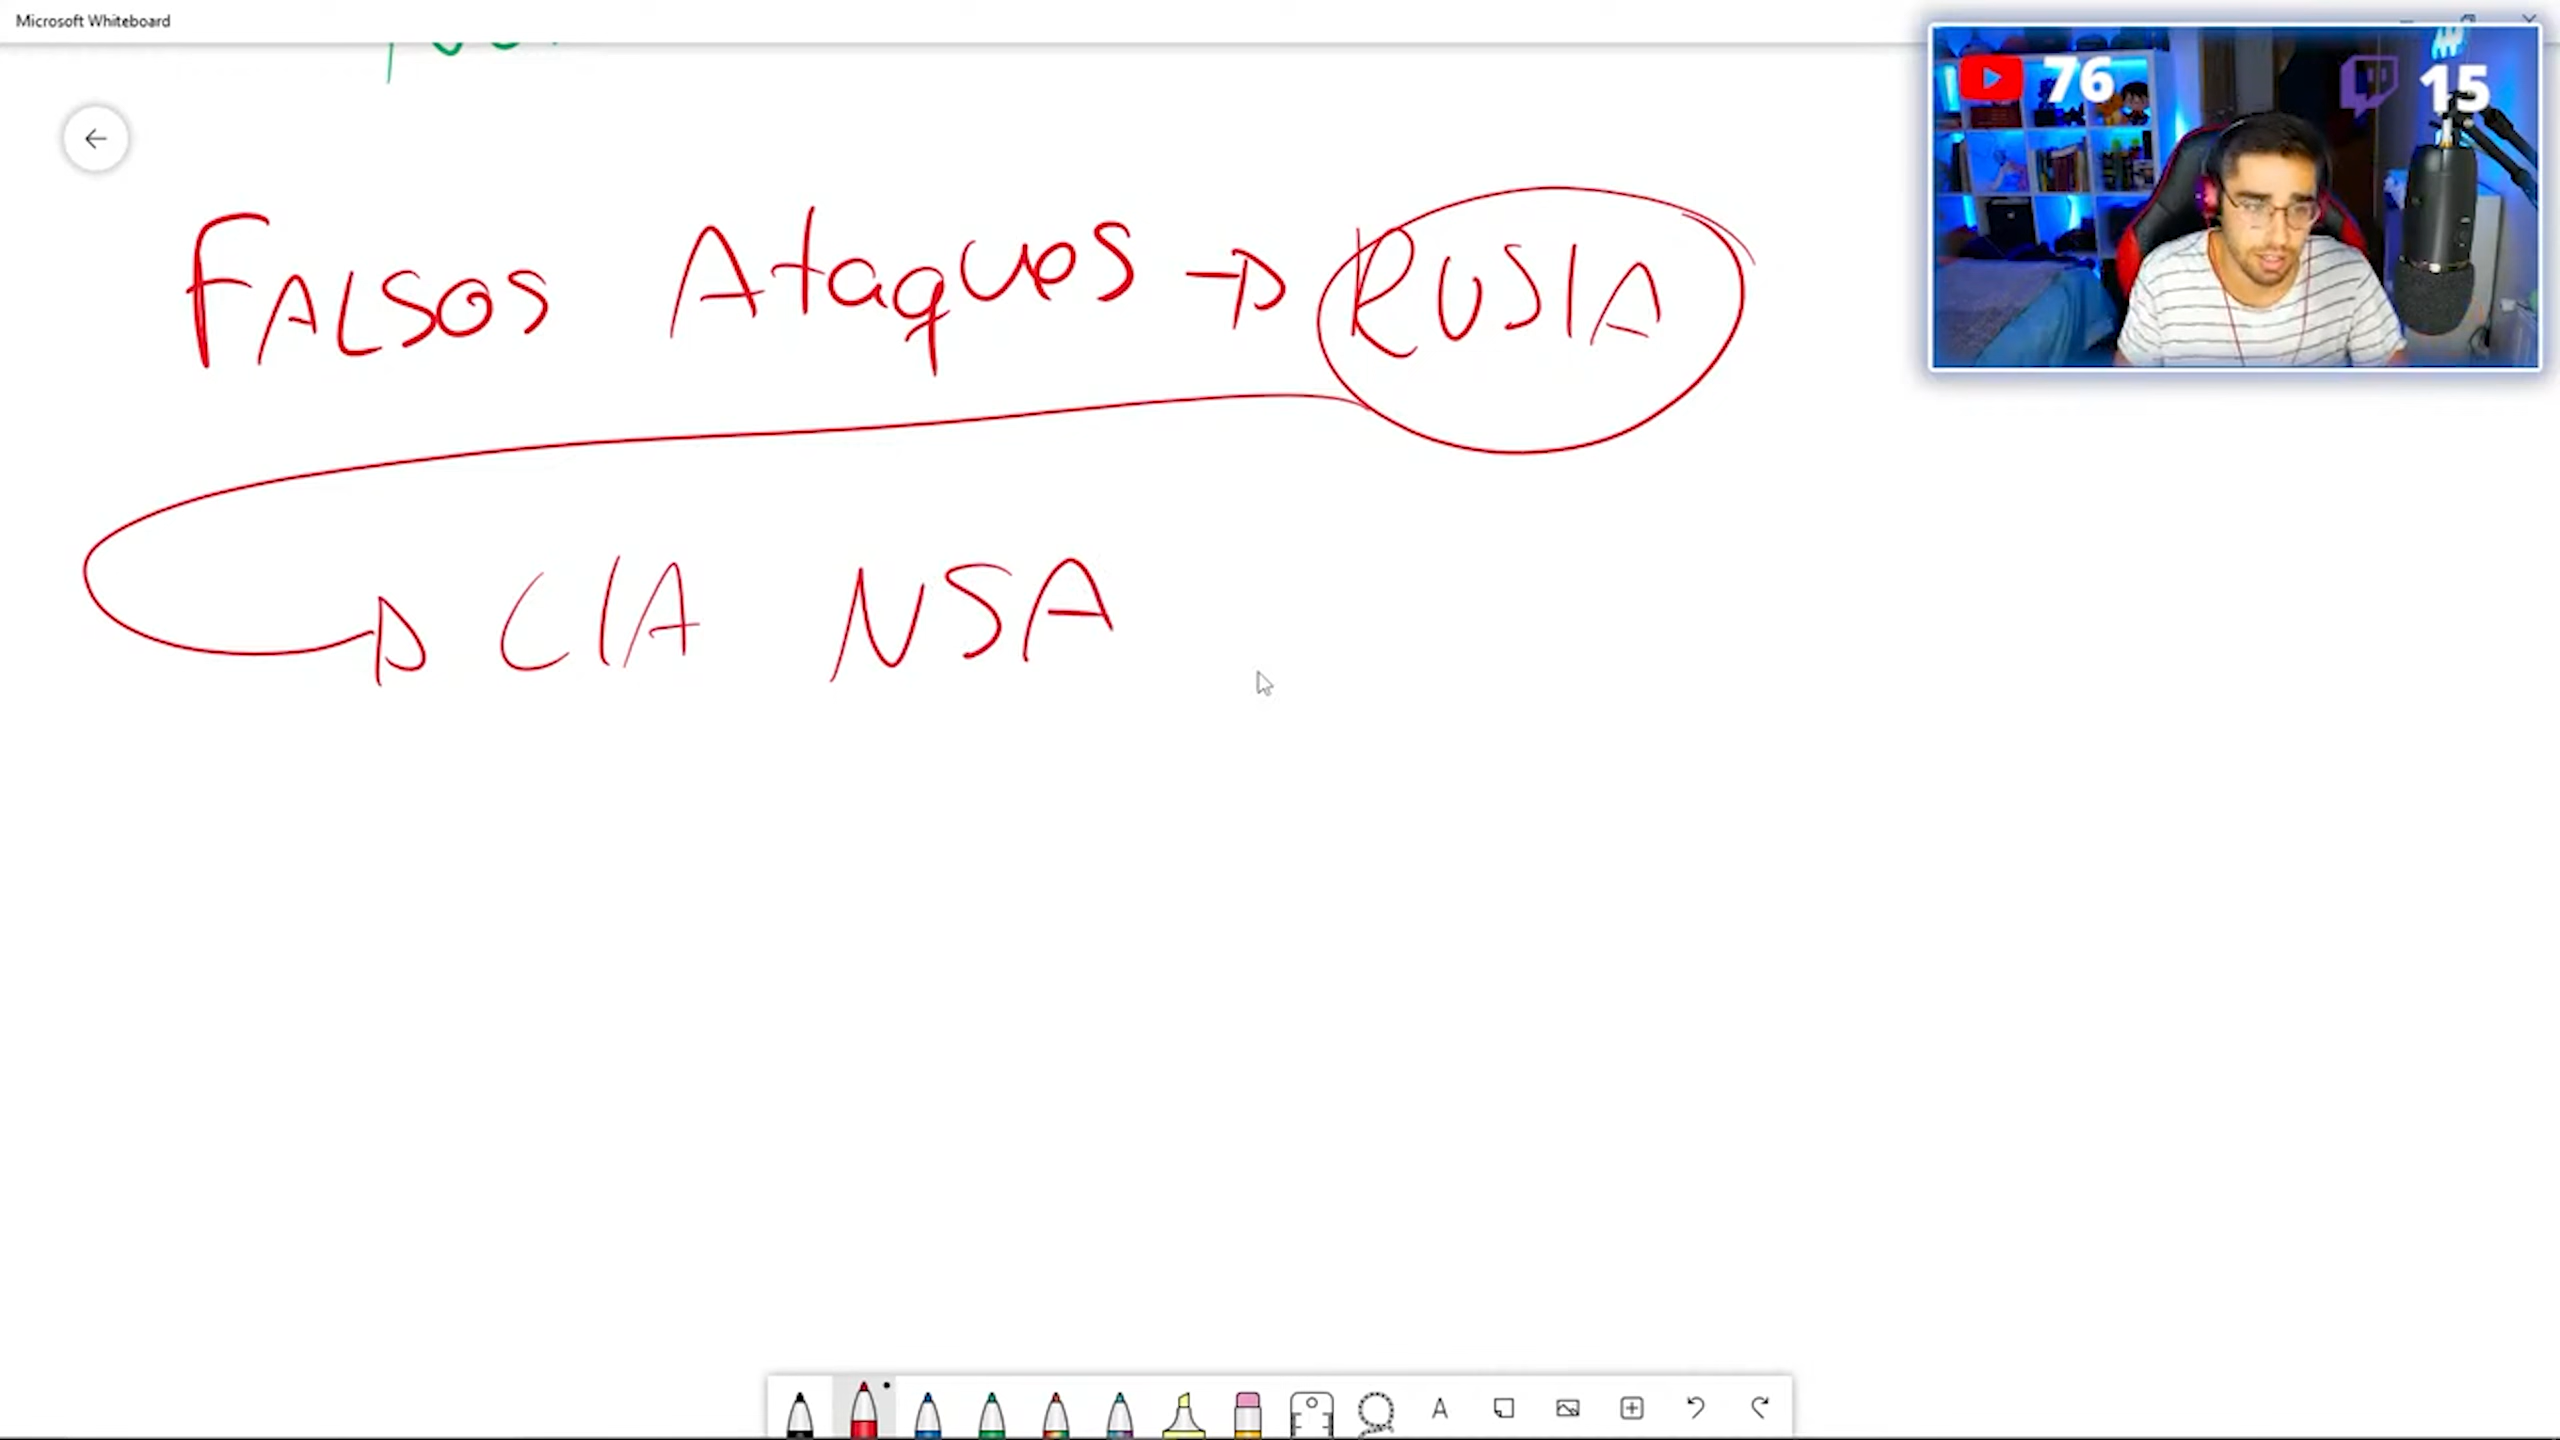 Microsoft Whiteboard
76
15
FALSOS Ataques → RUSIA
CIA NSA
A